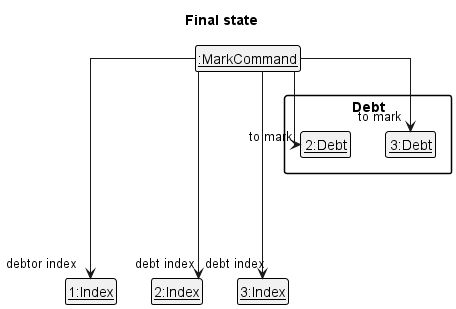 Final state
:MarkCommand
Debt
to mark
to mark
2:Debt
3:Debt
debtor index
debt index
debt index
1:Index
2:Index
3:Index